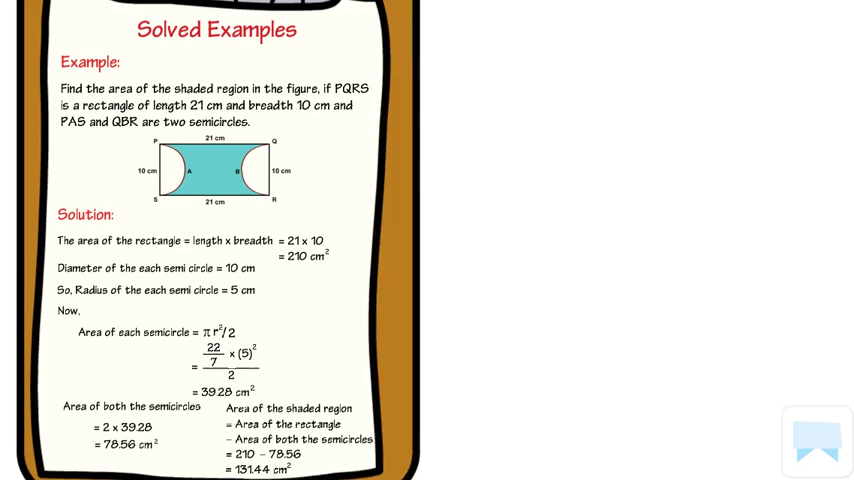 Solved Examples
Example:
Find the area of the shaded region in the figure, if PQRS
is a rectangle of length 21 cm and breadth 10 cm and
PAS and QBR are two semicircles.
21 cm
P Q
10 cm A B 10 cm
S R
21 cm
Solution:
The area of the rectangle = length x breadth = 21 x 10
= 210 cm²
Diameter of the each semi circle = 10 cm
So, Radius of the each semi circle = 5 cm
Now,
Area of each semicircle = π r²/2
= 22/7 x (5)² / 2
= 39.28 cm²
Area of both the semicircles
= 2 x 39.28
= 78.56 cm²
Area of the shaded region
= Area of the rectangle
– Area of both the semicircles
= 210 – 78.56
= 131.44 cm²